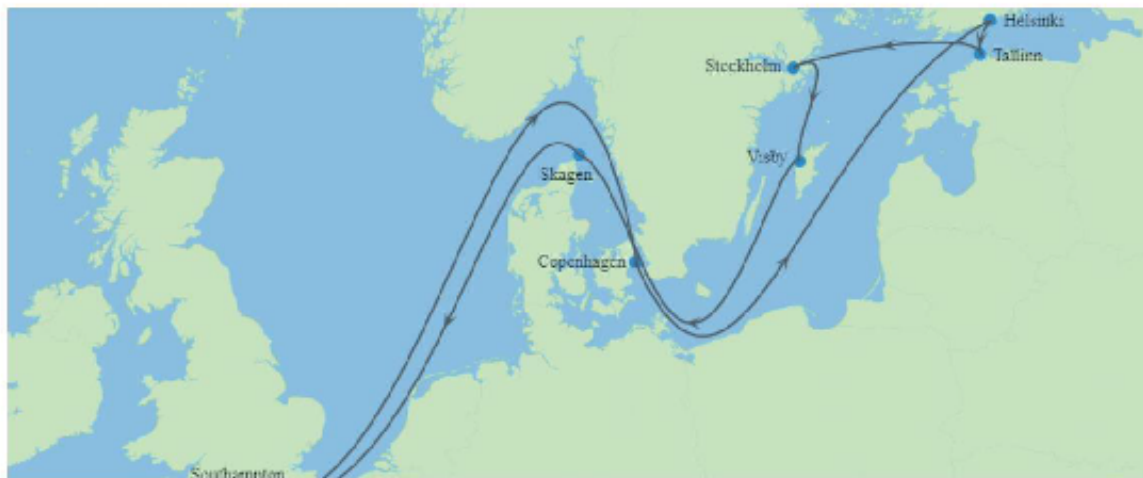 Helsinki
Tallinn
Stockholm
Visby
Skagen
Copenhagen
Southampton